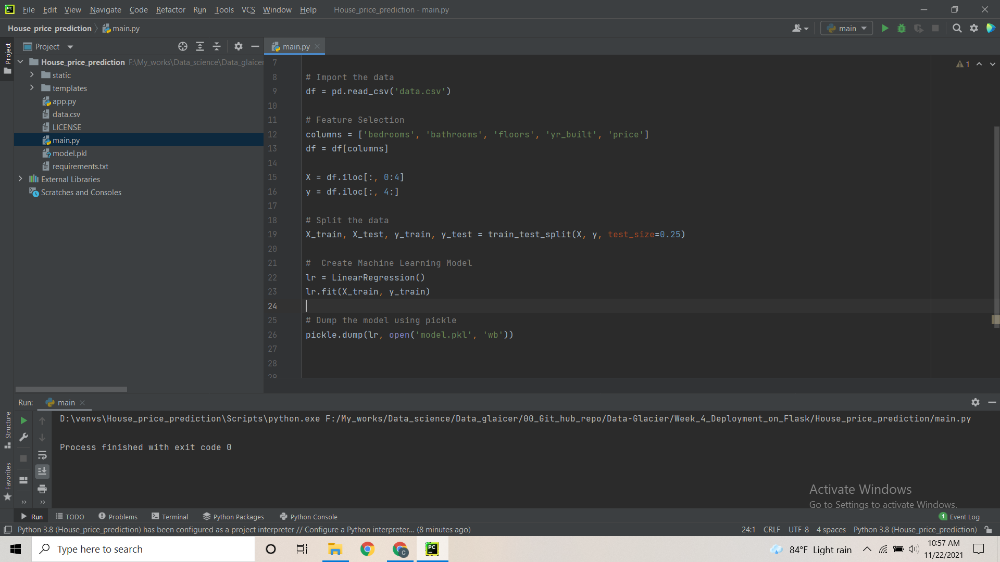 File Edit View Navigate Code Refactor Run Tools VCS Window Help House_price_prediction - main.py
House_price_prediction main.py
main
Project
Project
main.py
House_price_prediction F:\My_works\Data_science\Data_glaicer
static
templates
app.py
data.csv
LICENSE
main.py
model.pkl
requirements.txt
External Libraries
Scratches and Consoles
1
7
8 # Import the data
9 df = pd.read_csv('data.csv')
10
11 # Feature Selection
12 columns = ['bedrooms', 'bathrooms', 'floors', 'yr_built', 'price']
13 df = df[columns]
14
15 X = df.iloc[:, 0:4]
16 y = df.iloc[:, 4:]
17
18 # Split the data
19 X_train, X_test, y_train, y_test = train_test_split(X, y, test_size=0.25)
20
21 #  Create Machine Learning Model
22 lr = LinearRegression()
23 lr.fit(X_train, y_train)
24
25 # Dump the model using pickle
26 pickle.dump(lr, open('model.pkl', 'wb'))
27
28
29
Run: main
D:\venvs\House_price_prediction\Scripts\python.exe F:/My_works/Data_science/Data_glaicer/00_Git_hub_repo/Data-Glacier/Week_4_Deployment_on_Flask/House_price_prediction/main.py
Process finished with exit code 0
Structure
Favorites
Activate Windows
Go to Settings to activate Windows.
Run TODO Problems Terminal Python Packages Python Console 1 Event Log
Python 3.8 (House_price_prediction) has been configured as a project interpreter // Configure a Python interpreter... (8 minutes ago) 24:1 CRLF UTF-8 4 spaces Python 3.8 (House_price_prediction)
Type here to search
84°F Light rain
10:57 AM
11/22/2021